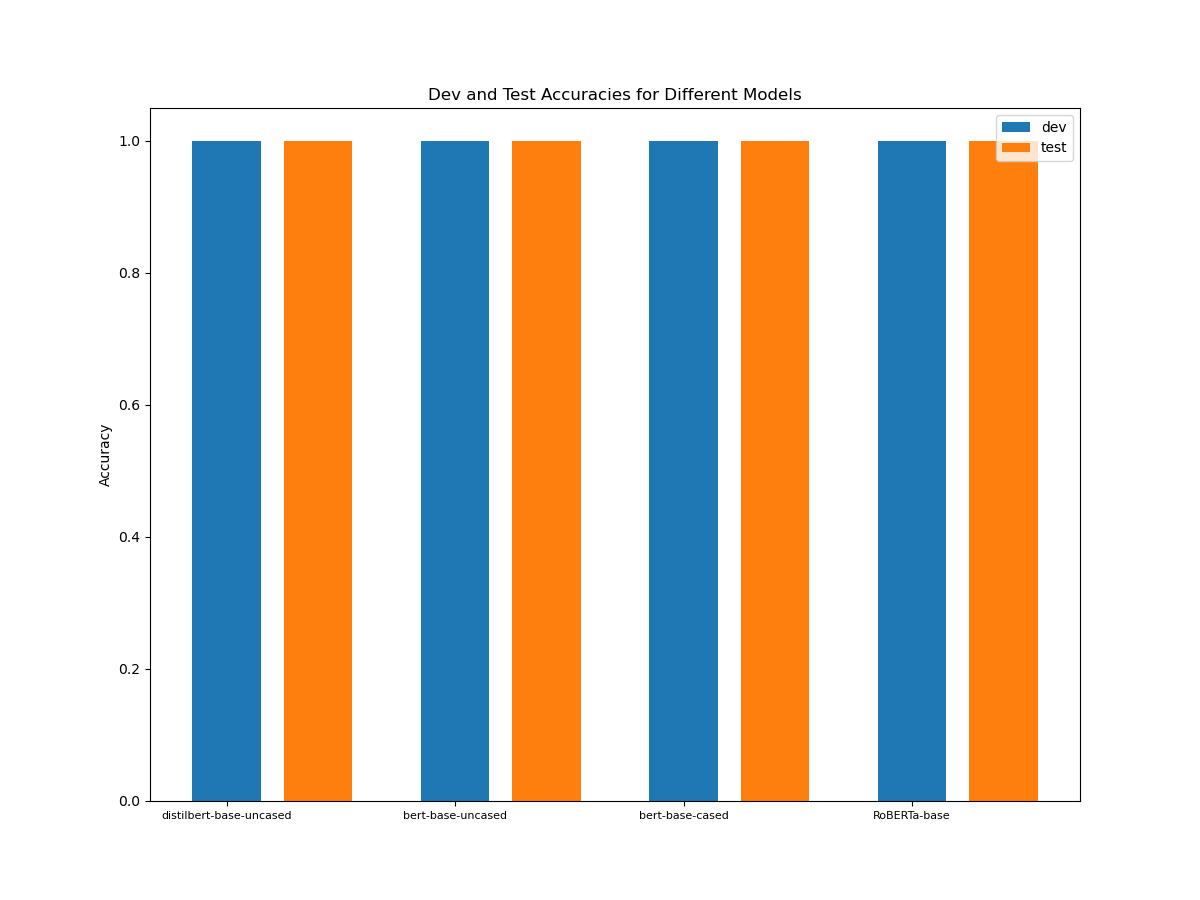 Dev and Test Accuracies for Different Models
dev
test
1.0
0.8
0.6
0.4
0.2
0.0
Accuracy
distilbert-base-uncased
bert-base-uncased
bert-base-cased
RoBERTa-base